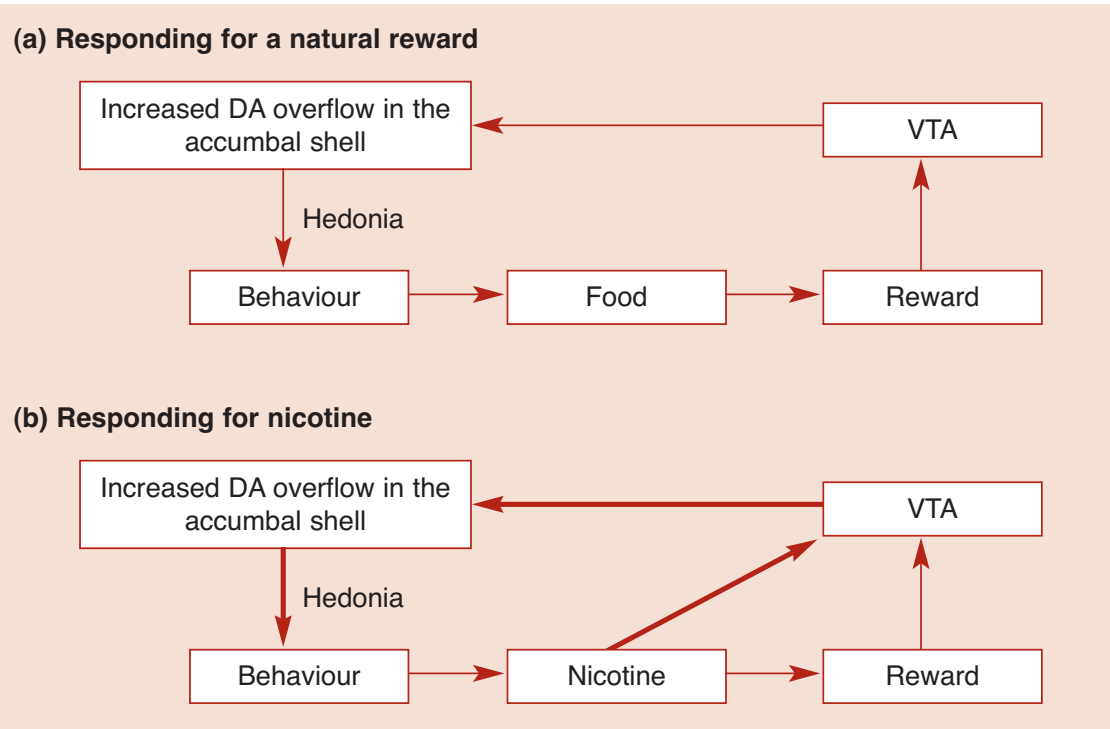 (a) Responding for a natural reward
Increased DA overflow in the
accumbal shell
VTA
Hedonia
Behaviour
Food
Reward
(b) Responding for nicotine
Increased DA overflow in the
accumbal shell
VTA
Hedonia
Behaviour
Nicotine
Reward